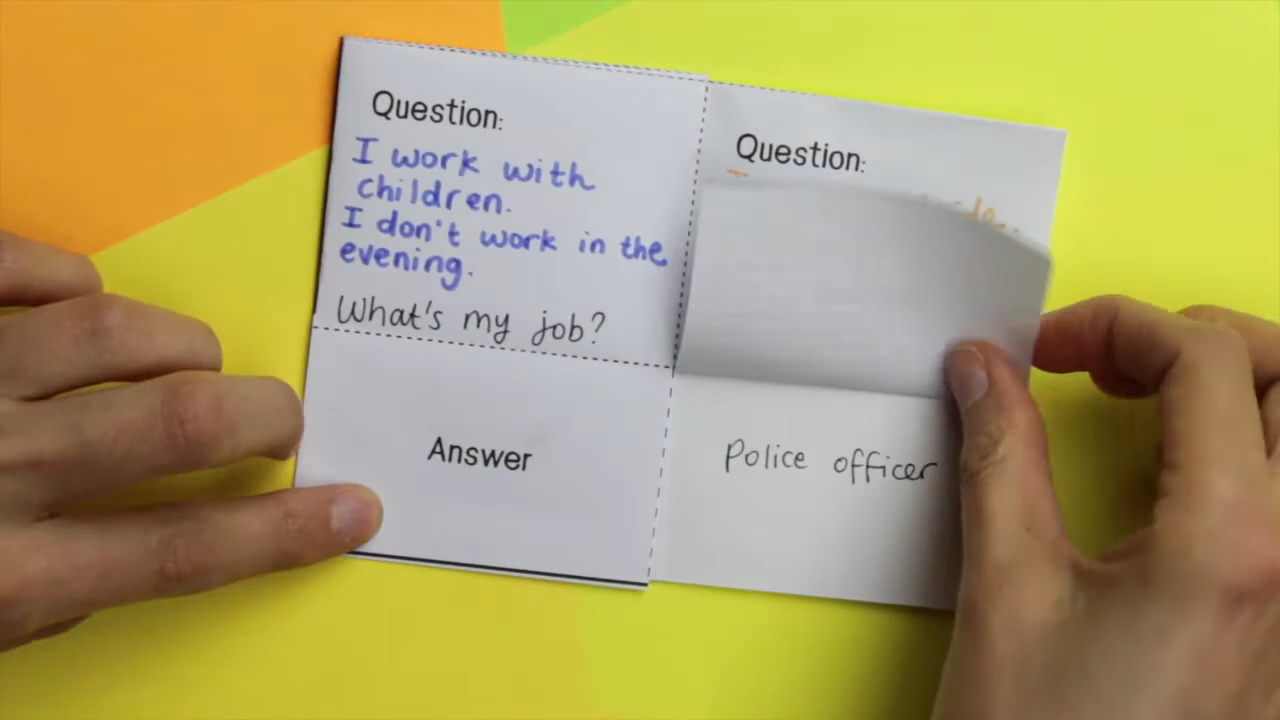 Question:
I work with
children.
I don't work in the
evening.
What's my job?
Answer
Question:
Police officer